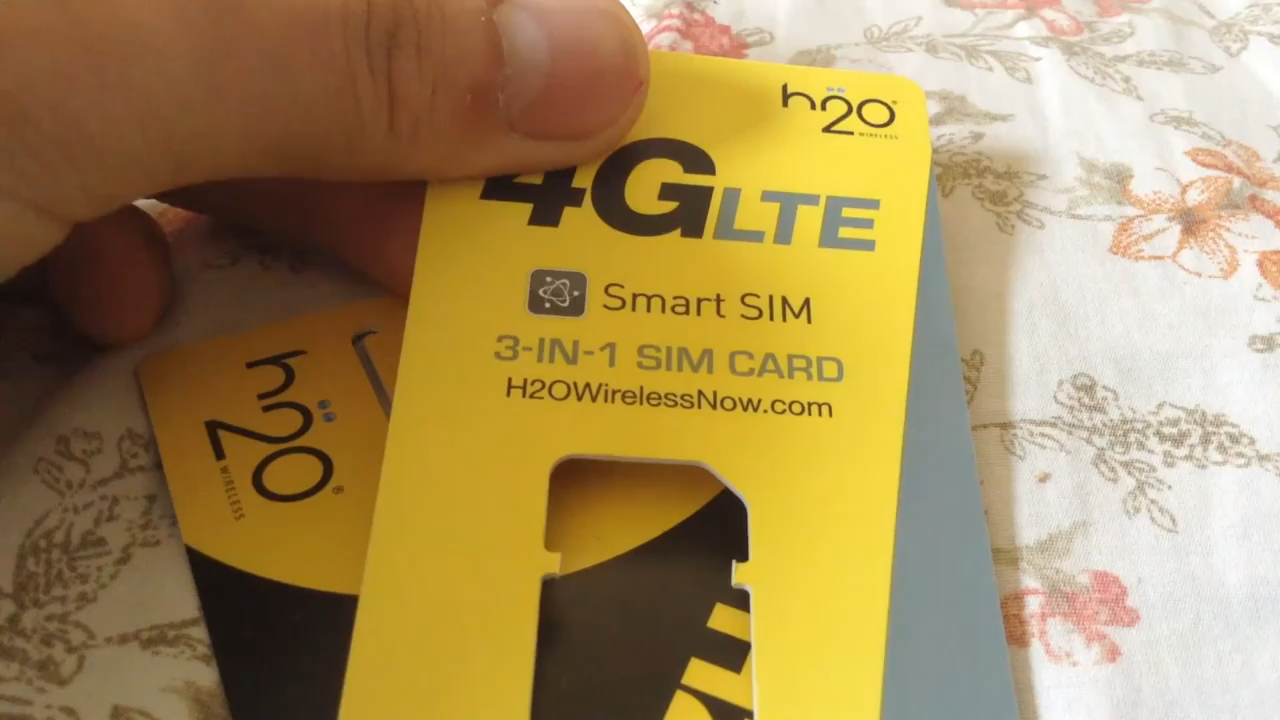 h2O®
WIRELESS
4GLTE
Smart SIM
3-IN-1 SIM CARD
H2OWirelessNow.com
h2O®
WIRELESS